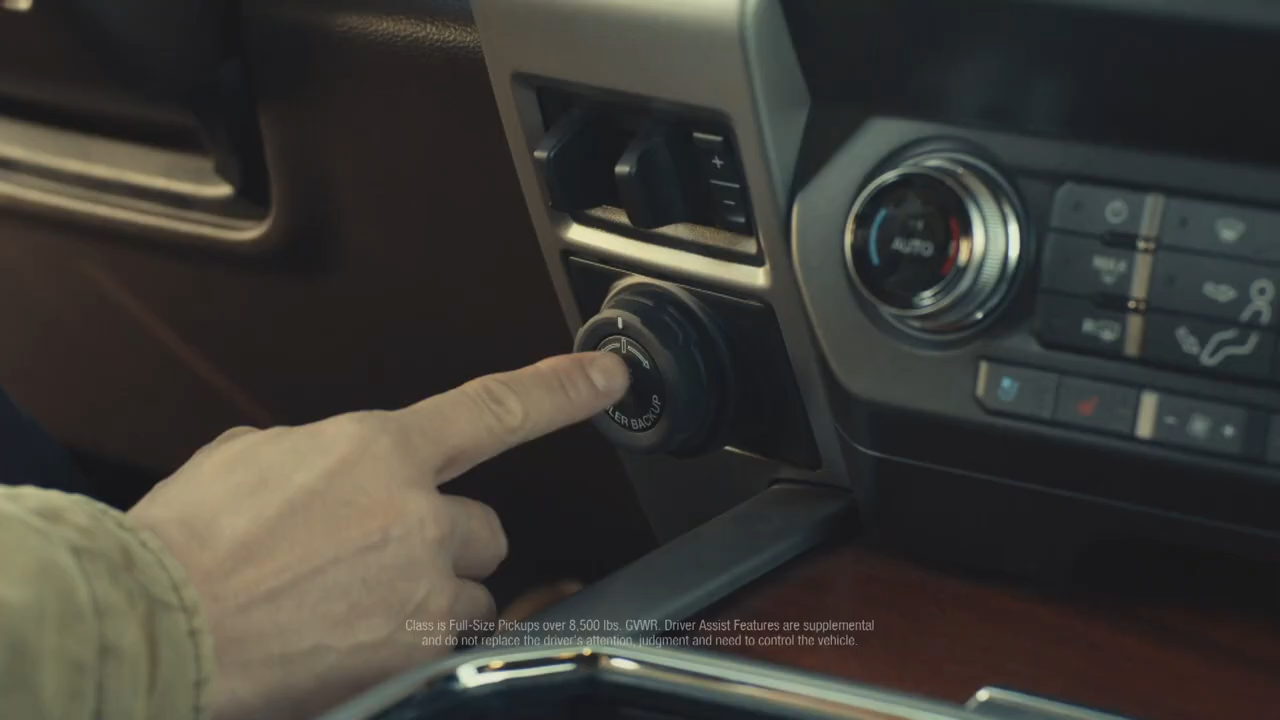 +
−
AUTO
MAX
R
LER BACKUP
− +
Class is Full-Size Pickups over 8,500 lbs. GVWR. Driver Assist Features are supplemental
and do not replace the driver's attention, judgment and need to control the vehicle.